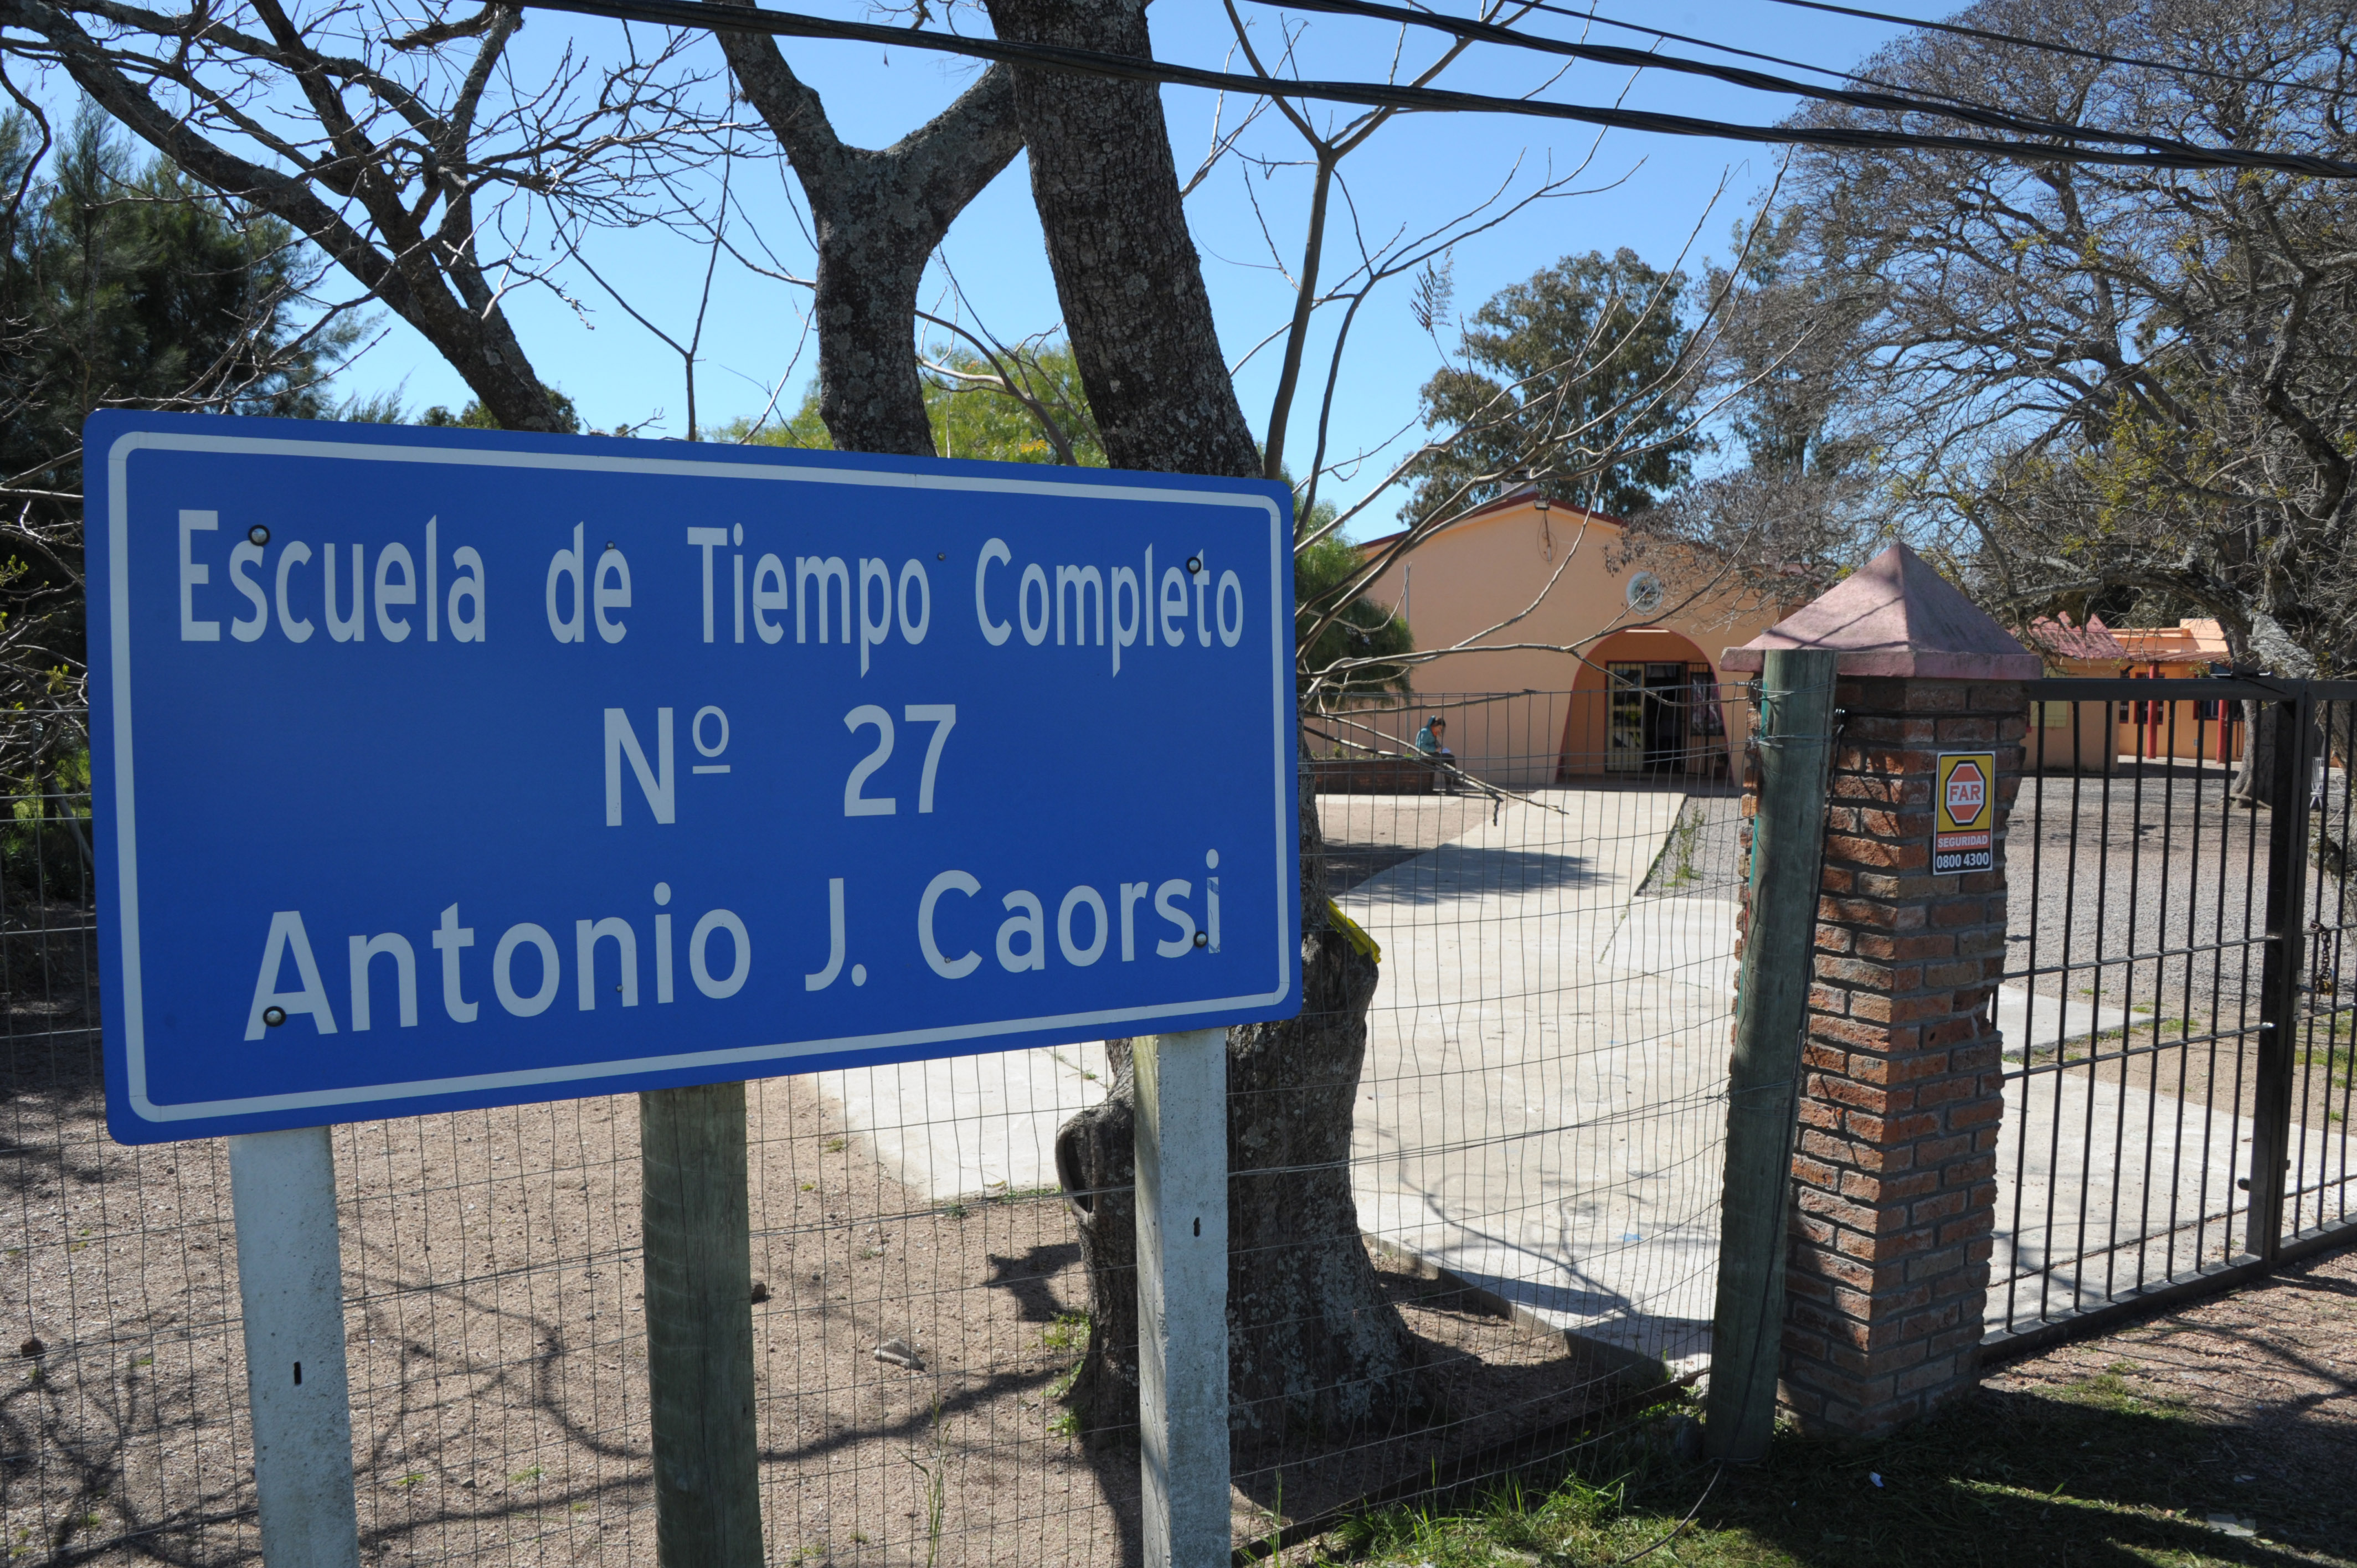 Escuela de Tiempo Completo
Nº 27
Antonio J. Caorsi
FAR
SEGURIDAD
0800 4300